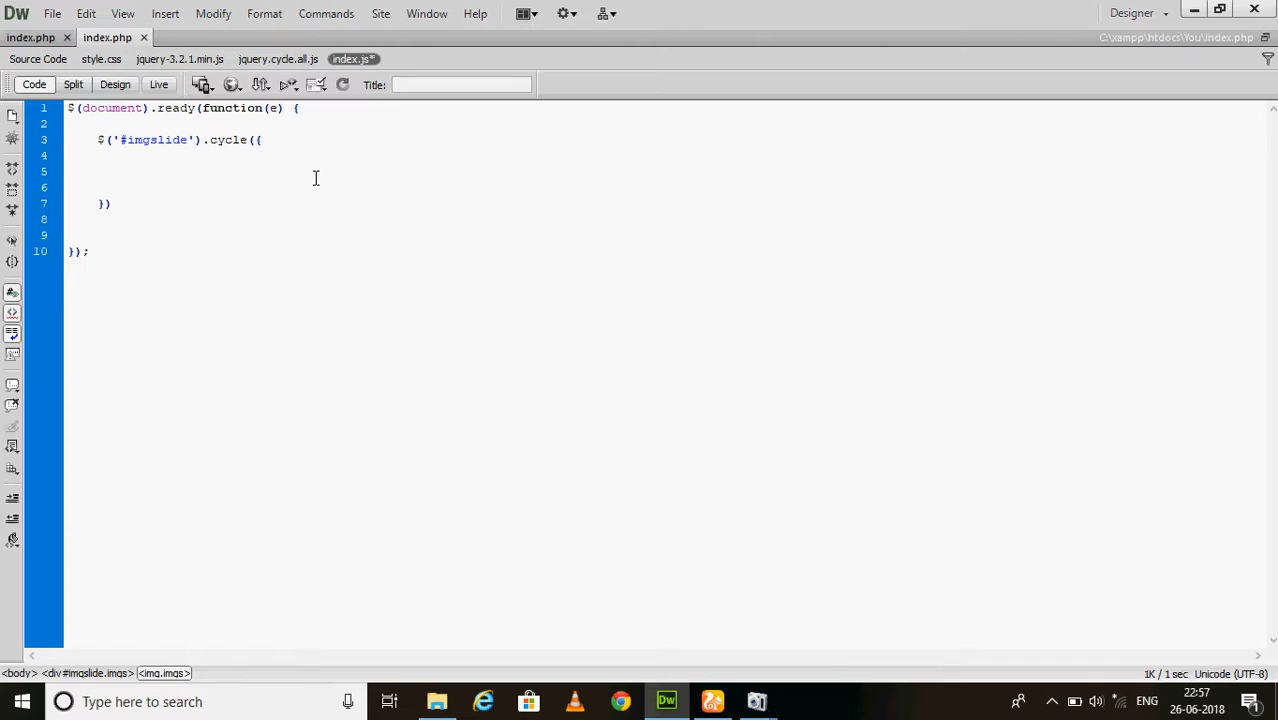 Dw File Edit View Insert Modify Format Commands Site Window Help Designer
index.php index.php C:\xampp\htdocs\You\index.php
Source Code style.css jquery-3.2.1.min.js jquery.cycle.all.js index.js*
Code Split Design Live Title:
1 $(document).ready(function(e) {
2
3 $('#imgslide').cycle({
4
5
6
7 })
8
9
10 });
<body> <div#imgslide.imgs> <img.imgs> 1K / 1 sec Unicode (UTF-8)
Type here to search Dw ENG 22:57
26-06-2018 1